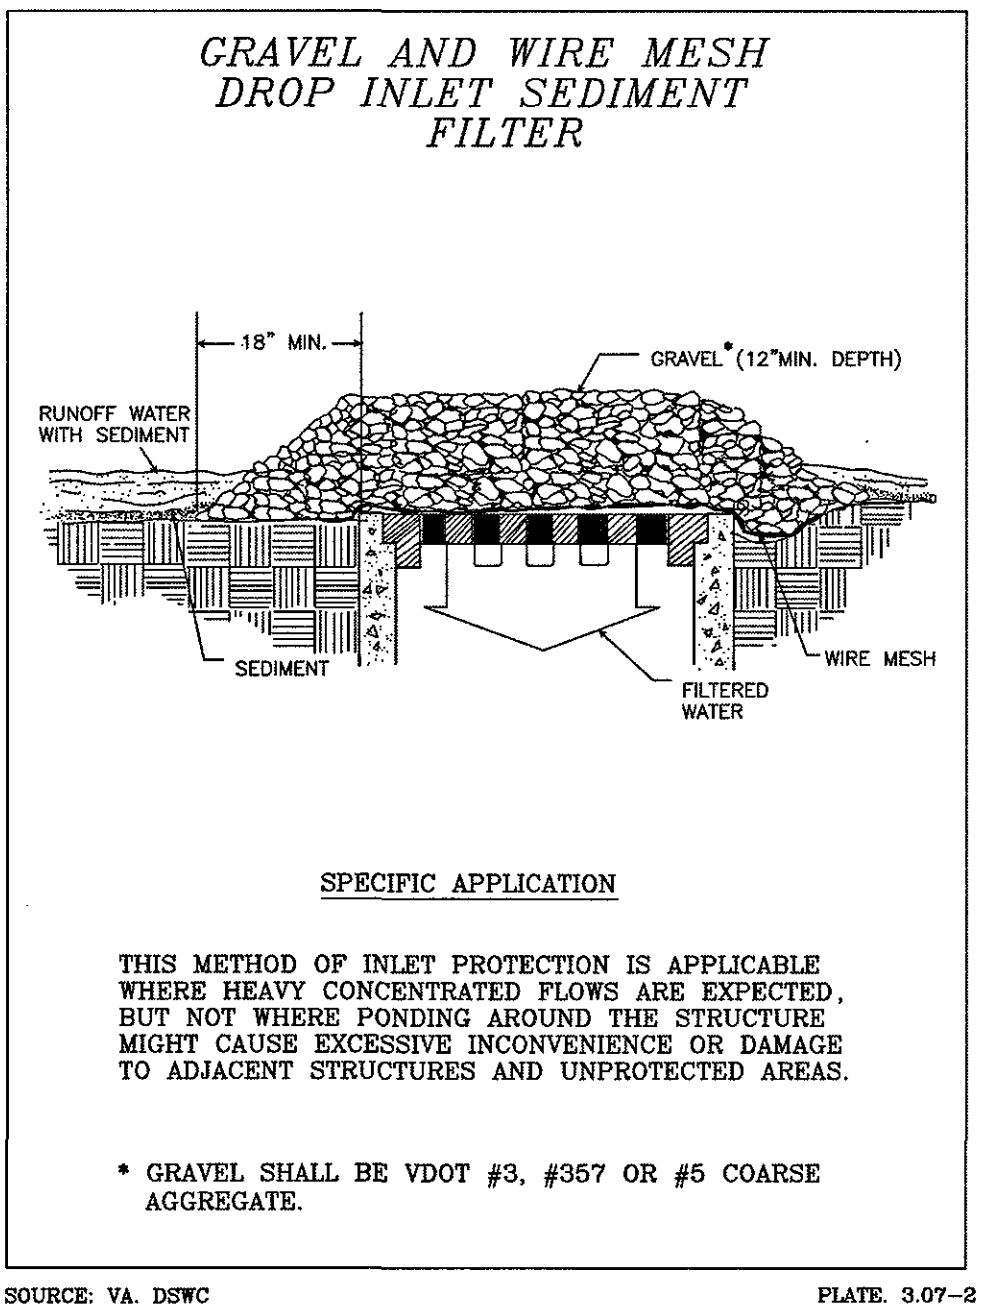 GRAVEL AND WIRE MESH
DROP INLET SEDIMENT
FILTER
18" MIN.
GRAVEL* (12"MIN. DEPTH)
RUNOFF WATER
WITH SEDIMENT
SEDIMENT
WIRE MESH
FILTERED
WATER
SPECIFIC APPLICATION
THIS METHOD OF INLET PROTECTION IS APPLICABLE
WHERE HEAVY CONCENTRATED FLOWS ARE EXPECTED,
BUT NOT WHERE PONDING AROUND THE STRUCTURE
MIGHT CAUSE EXCESSIVE INCONVENIENCE OR DAMAGE
TO ADJACENT STRUCTURES AND UNPROTECTED AREAS.
* GRAVEL SHALL BE VDOT #3, #357 OR #5 COARSE
AGGREGATE.
SOURCE: VA. DSWC
PLATE. 3.07-2